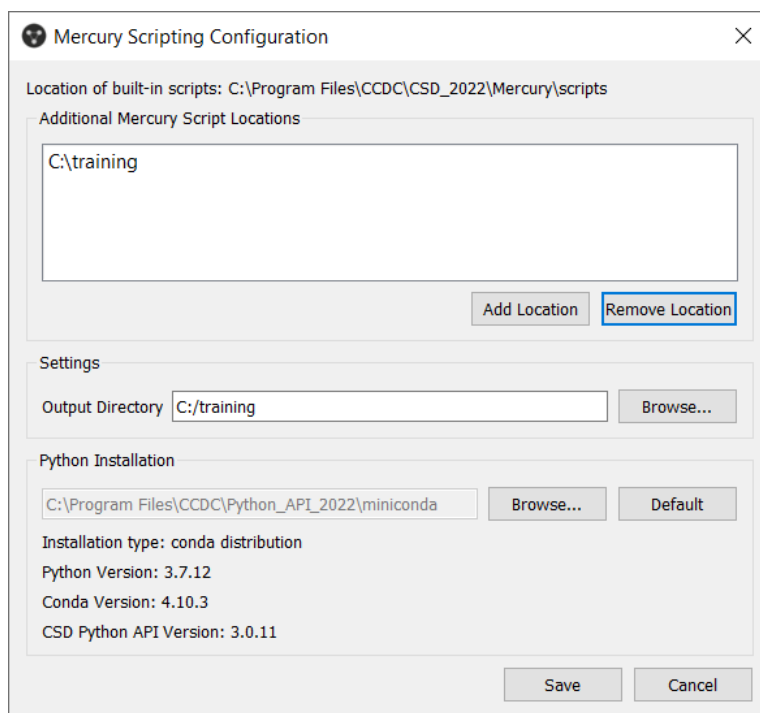 Mercury Scripting Configuration
Location of built-in scripts: C:\Program Files\CCDC\CSD_2022\Mercury\scripts
Additional Mercury Script Locations
C:\training
Add Location Remove Location
Settings
Output Directory C:/training Browse...
Python Installation
C:\Program Files\CCDC\Python_API_2022\miniconda Browse... Default
Installation type: conda distribution
Python Version: 3.7.12
Conda Version: 4.10.3
CSD Python API Version: 3.0.11
Save Cancel